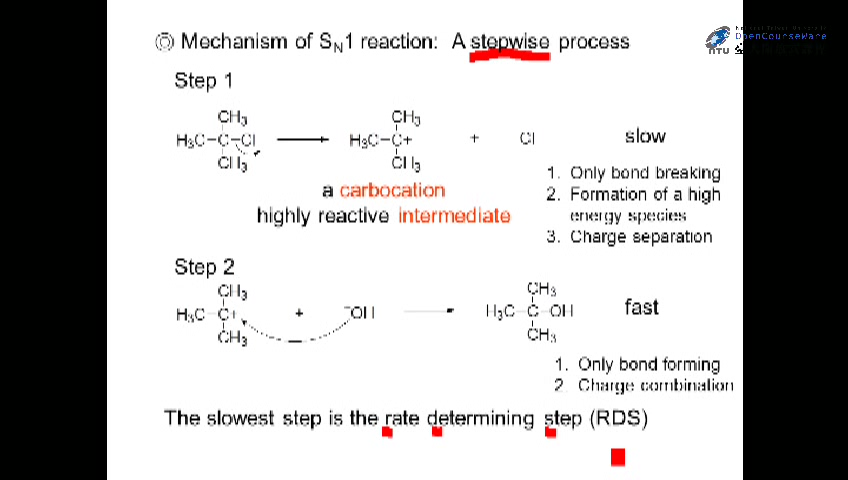 ◎ Mechanism of SN1 reaction: A stepwise process
OpenCourseWare
NTU
Step 1
CH3 CH3
H3C-C-Cl H3C-C+ + Cl slow
CH3 CH3
a carbocation
highly reactive intermediate
1. Only bond breaking
2. Formation of a high
energy species
3. Charge separation
Step 2
CH3 CH3
H3C-C+ + -OH H3C-C-OH fast
CH3 CH3
1. Only bond forming
2. Charge combination
The slowest step is the rate determining step (RDS)